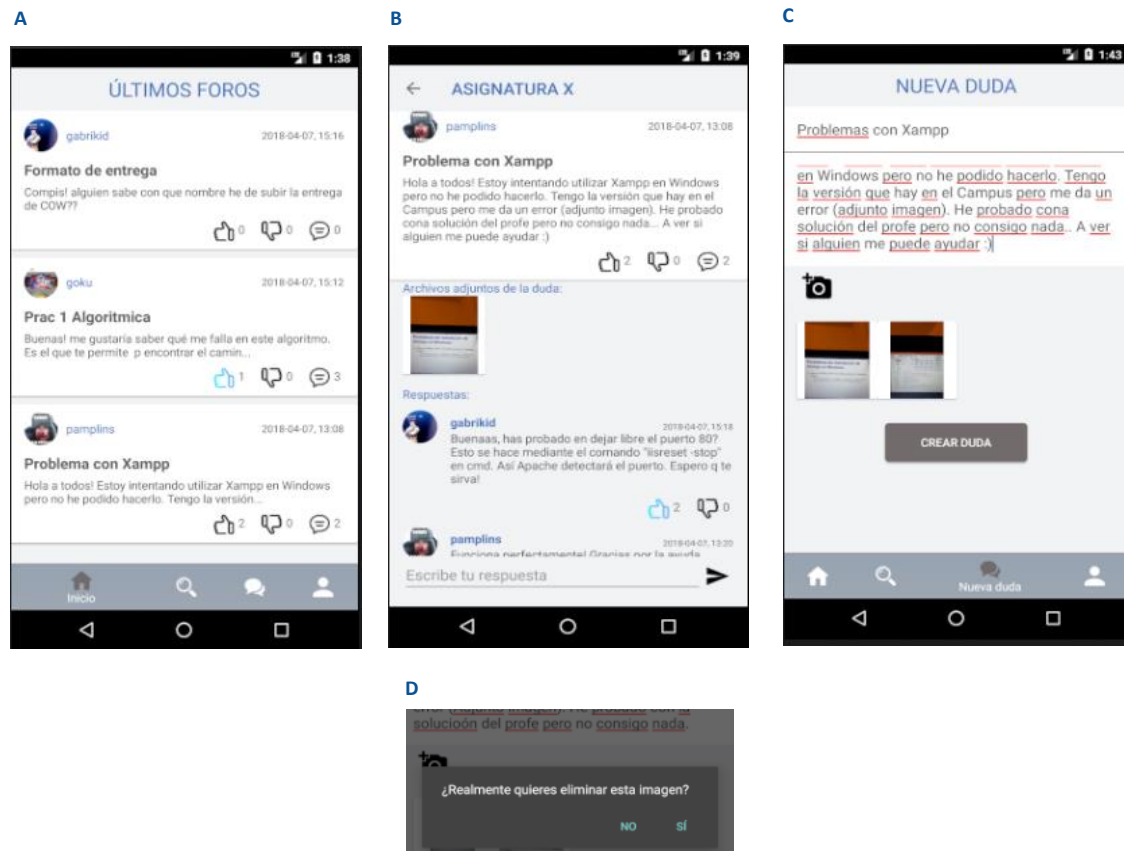 A
1:38
ÚLTIMOS FOROS
gabrikid
2018-04-07, 15:16
Formato de entrega
Compis! alguien sabe con que nombre he de subir la entrega
de COW??
0 0 0
goku
2018-04-07, 15:12
Prac 1 Algoritmica
Buenas! me gustaría saber qué me falla en este algoritmo.
Es el que te permite p encontrar el camin...
1 0 3
pamplins
2018-04-07, 13:08
Problema con Xampp
Hola a todos! Estoy intentando utilizar Xampp en Windows
pero no he podido hacerlo. Tengo la versión...
2 0 2
Inicio
B
1:39
ASIGNATURA X
pamplins
2018-04-07, 13:08
Problema con Xampp
Hola a todos! Estoy intentando utilizar Xampp en Windows
pero no he podido hacerlo. Tengo la versión que hay en el
Campus pero me da un error (adjunto imagen). He probado
cona solución del profe pero no consigo nada... A ver si
alguien me puede ayudar :)
2 0 2
Archivos adjuntos de la duda:
Respuestas:
gabrikid
2018-04-07, 15:18
Buenaas, has probado en dejar libre el puerto 80?
Esto se hace mediante el comando "iisreset -stop"
en cmd. Así Apache detectará el puerto. Espero q te
sirva!
2 0
pamplins
2018-04-07, 13:20
Funciona perfectamente! Gracias por la ayuda
Escribe tu respuesta
C
1:43
NUEVA DUDA
Problemas con Xampp
en Windows pero no he podido hacerlo. Tengo
la versión que hay en el Campus pero me da un
error (adjunto imagen). He probado cona
solución del profe pero no consigo nada.. A ver
si alguien me puede ayudar :)
CREAR DUDA
Nueva duda
D
solucioón del profe pero no consigo nada.
¿Realmente quieres eliminar esta imagen?
NO SÍ